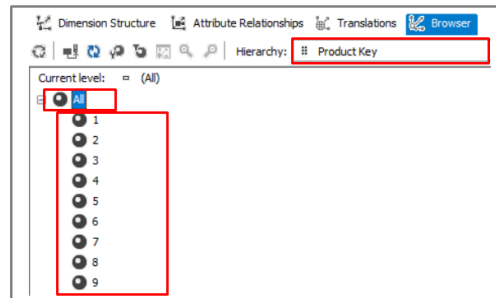 Dimension Structure Attribute Relationships Translations Browser
Hierarchy: Product Key
Current level: (All)
All
1
2
3
4
5
6
7
8
9